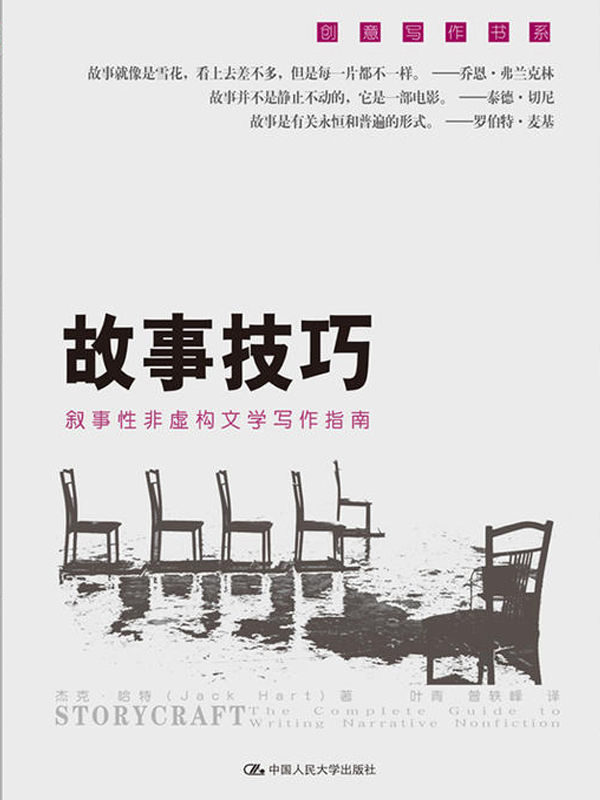 创意写作书系
故事就像是雪花，看上去差不多，但是每一片都不一样。——乔恩·弗兰克林
故事并不是静止不动的，它是一部电影。——泰德·切尼
故事是有关永恒和普遍的形式。——罗伯特·麦基
故事技巧
叙事性非虚构文学写作指南
杰克·哈特（Jack Hart）著 叶青 曾轶峰 译
STORYCRAFT The Complete Guide to
Writing Narrative Nonfiction
中国人民大学出版社